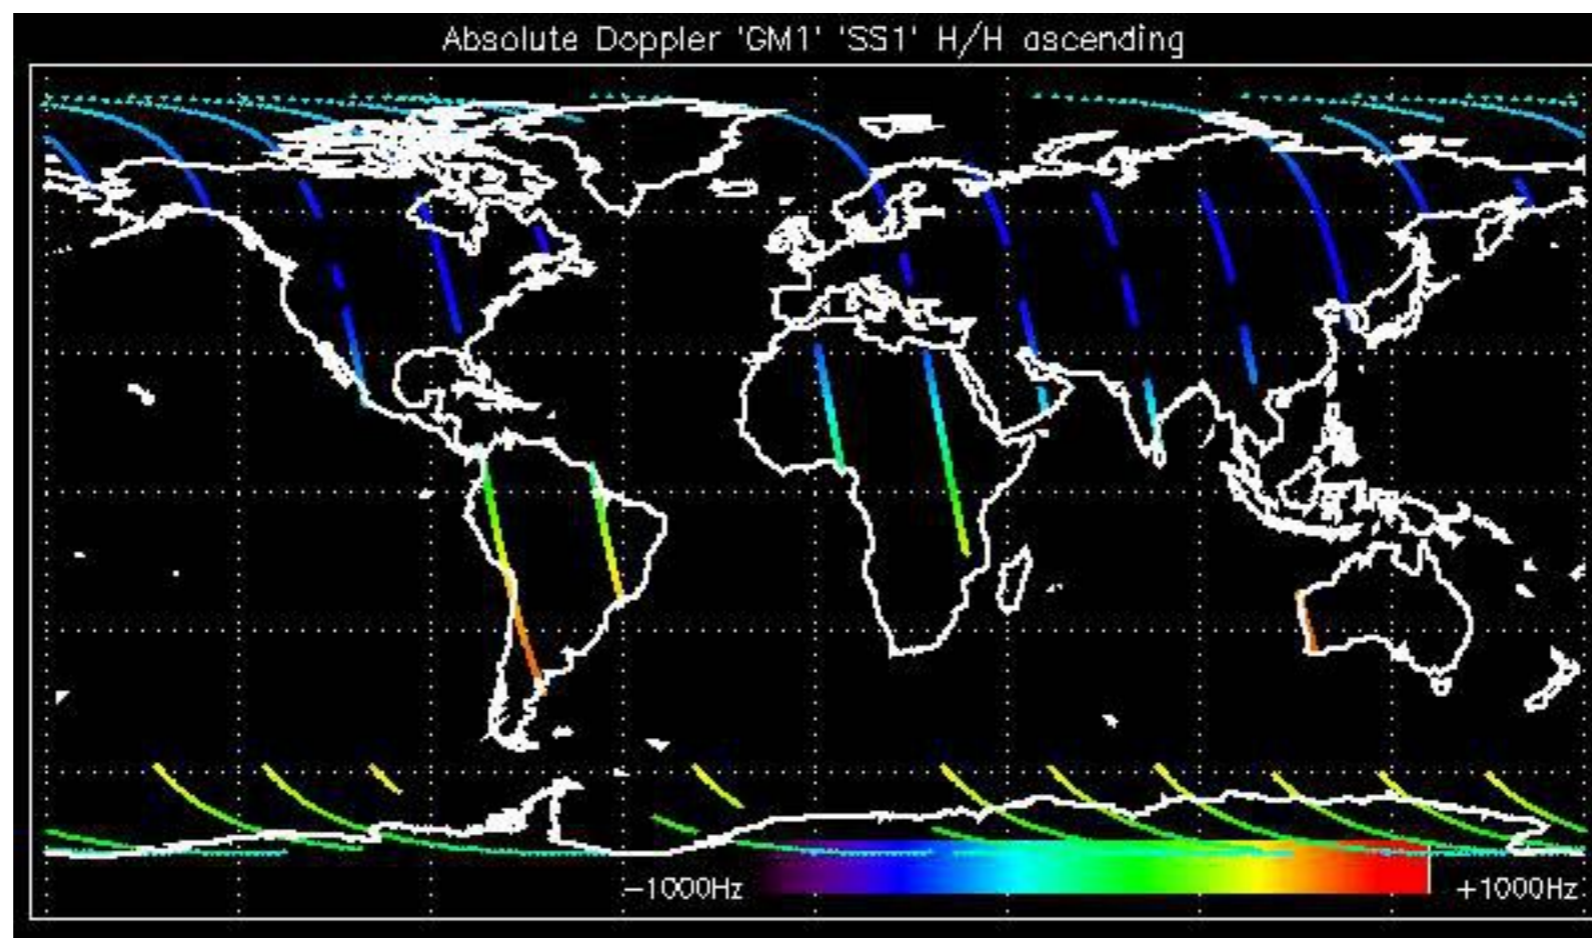 Absolute Doppler 'GM1' 'SS1' H/H ascending
−1000Hz
+1000Hz